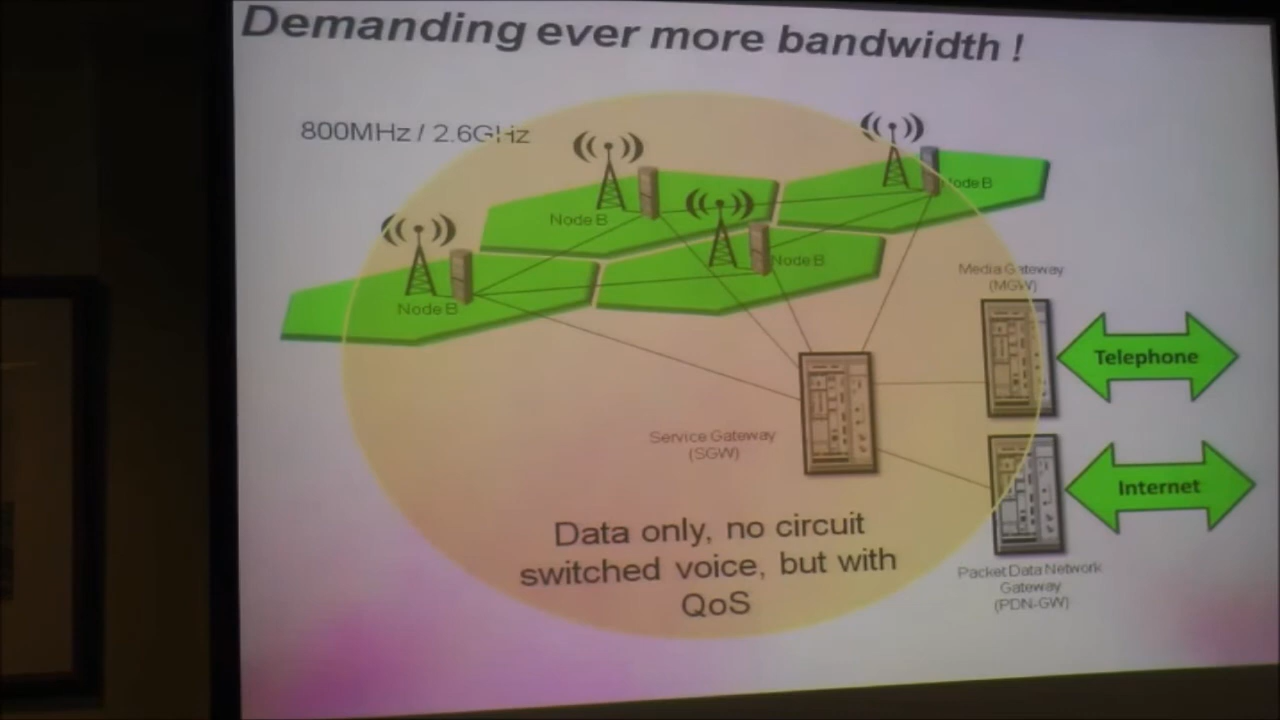 Demanding ever more bandwidth !
800MHz / 2.6GHz
Node B
Node B
Node B
Node B
Media Gateway
(MGW)
Telephone
Service Gateway
(SGW)
Internet
Data only, no circuit
switched voice, but with
QoS
Packet Data Network
Gateway
(PDN-GW)